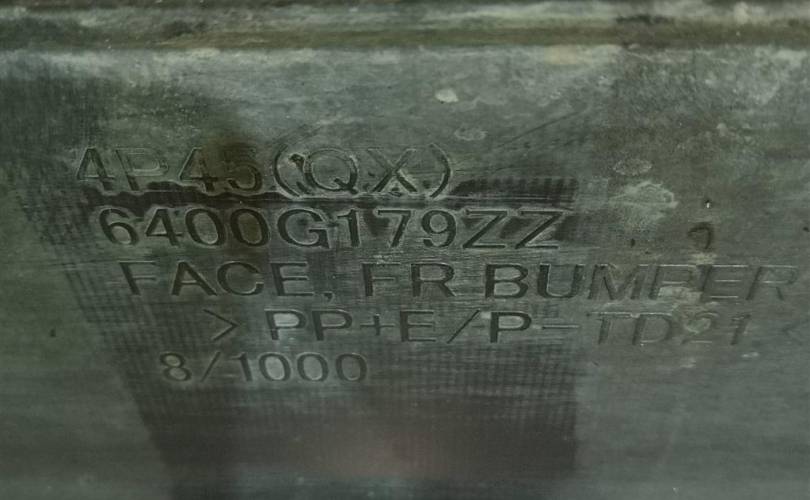 4P45(QX)
6400G179ZZ
FACE, FR BUMPER
> PP+E/P-TD21 <
8/1000